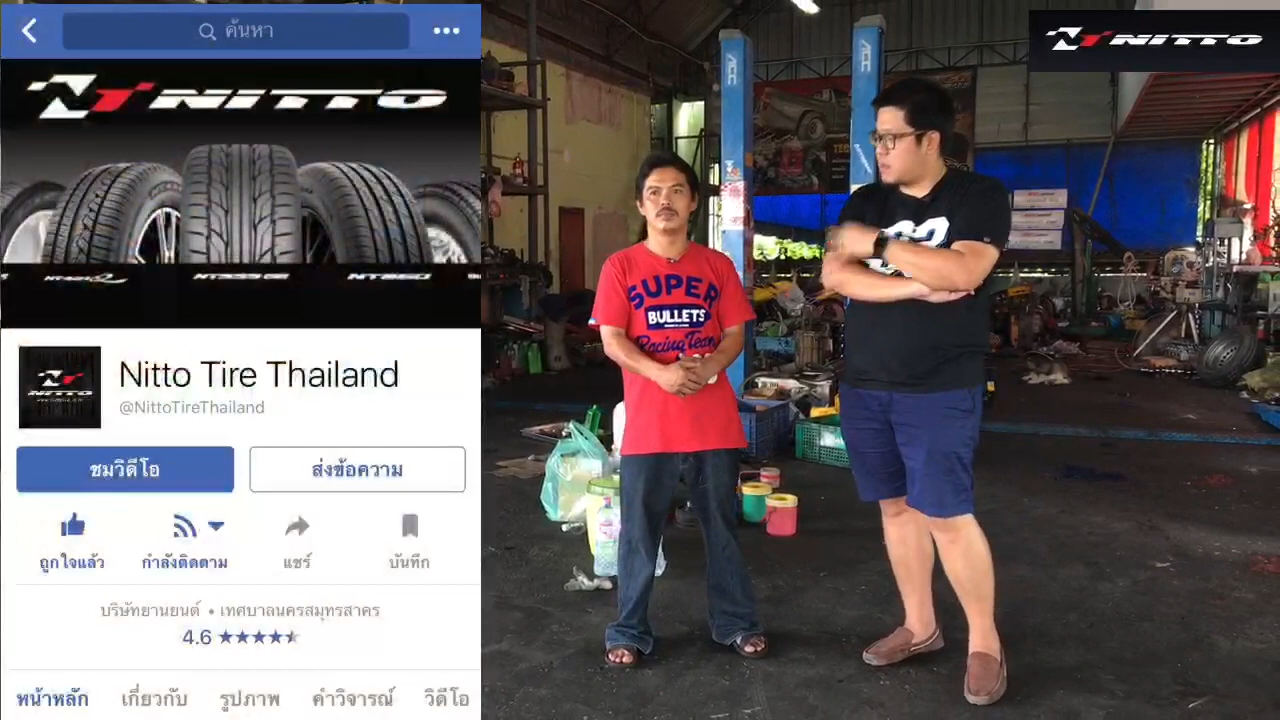 ค้นหา
NITTO
NT555 G2
NT860
Nitto Tire Thailand
@NittoTireThailand
ชมวิดีโอ
ส่งข้อความ
ถูกใจแล้ว
กำลังติดตาม
แชร์
บันทึก
บริษัทยานยนต์ • เทศบาลนครสมุทรสาคร
4.6
หน้าหลัก
เกี่ยวกับ
รูปภาพ
คำวิจารณ์
วิดีโอ
NITTO
ACC
ACC
SUPER
BULLETS
Racing Team